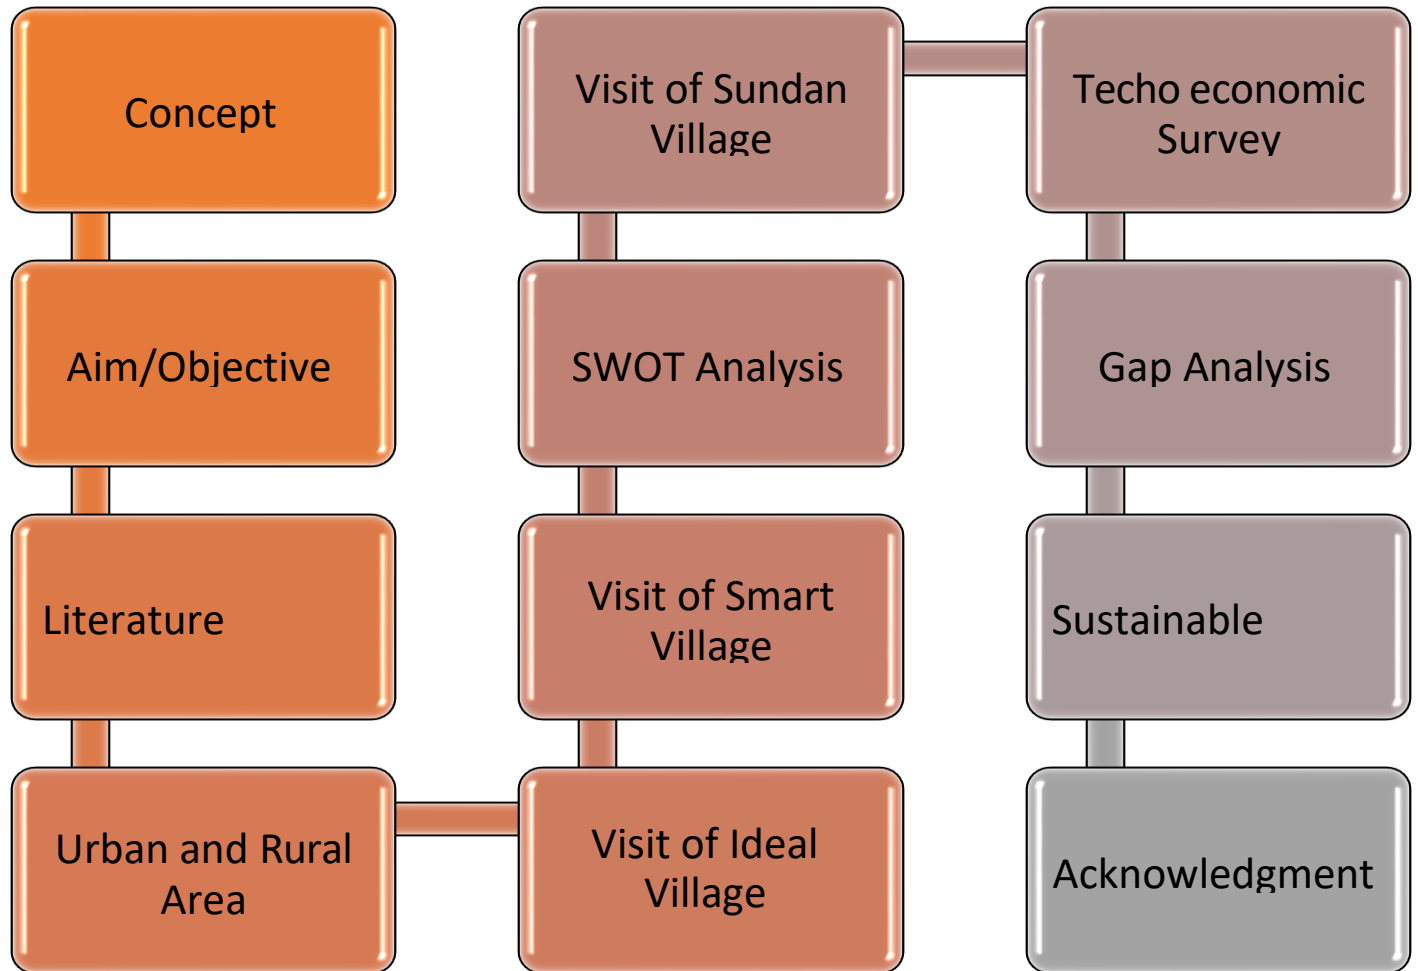 Concept
Aim/Objective
Literature
Urban and Rural
Area
Visit of Ideal
Village
Visit of Smart
Village
SWOT Analysis
Visit of Sundan
Village
Techo economic
Survey
Gap Analysis
Sustainable
Acknowledgment